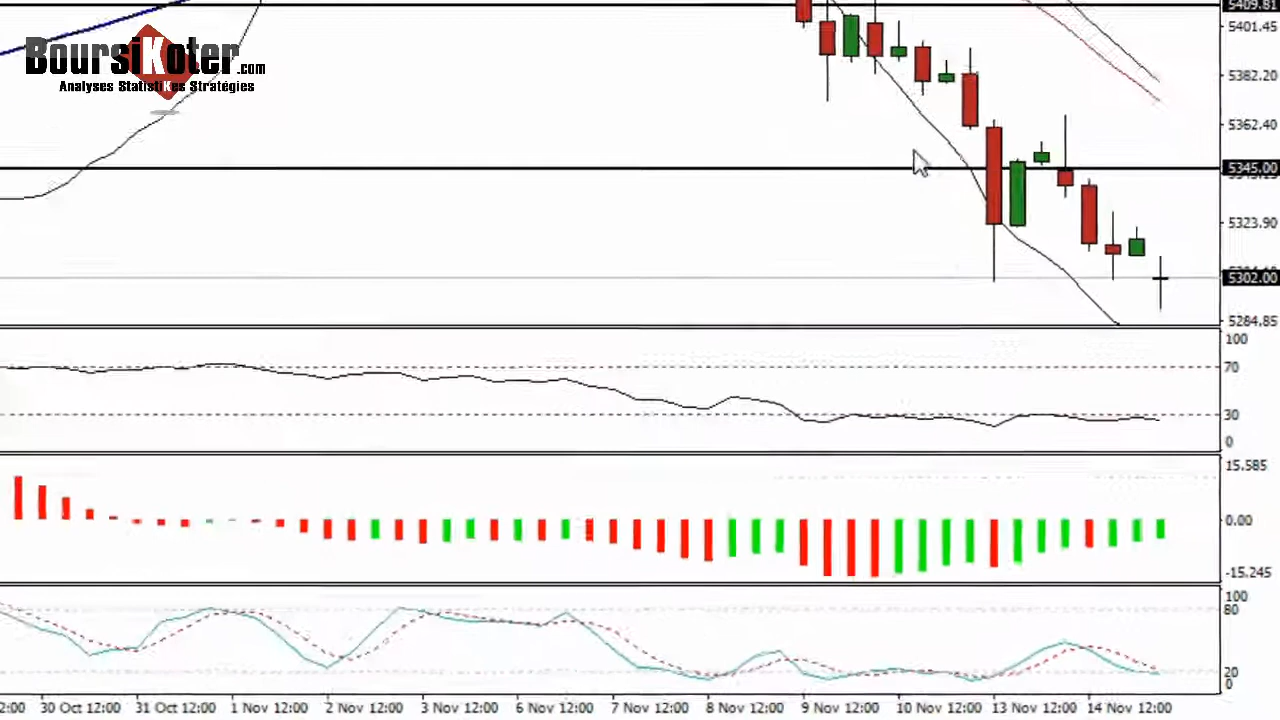 BoursiKoter.com
Analyses StatistiKes Stratégies
5409.81
5401.45
5382.20
5362.40
5345.00
5323.90
5302.00
5284.85
100
70
30
0
15.585
0.00
-15.245
100
80
20
0
30 Oct 12:00
31 Oct 12:00
1 Nov 12:00
2 Nov 12:00
3 Nov 12:00
6 Nov 12:00
7 Nov 12:00
8 Nov 12:00
9 Nov 12:00
10 Nov 12:00
13 Nov 12:00
14 Nov 12:00